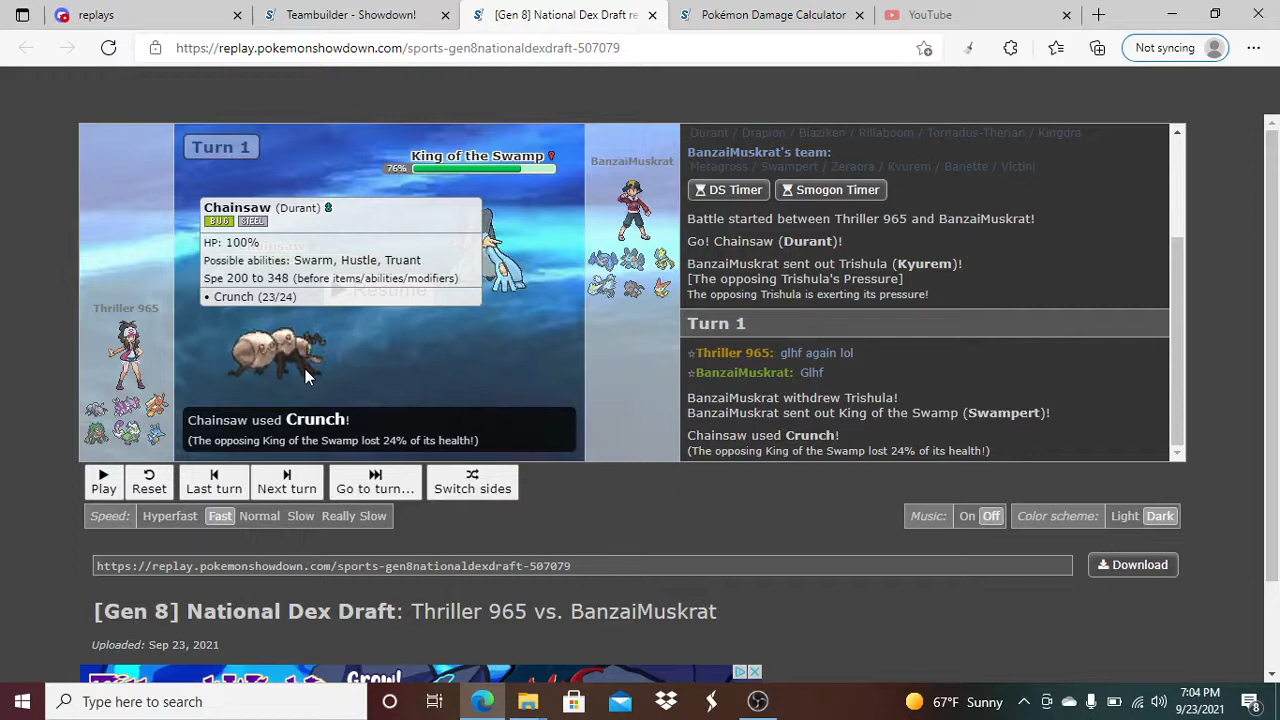 replays
Teambuilder - Showdown!
[Gen 8] National Dex Draft re
Pokémon Damage Calculator
YouTube
https://replay.pokemonshowdown.com/sports-gen8nationaldexdraft-507079
Not syncing
Turn 1
King of the Swamp
76%
Chainsaw (Durant)
BUG STEEL
HP: 100%
Possible abilities: Swarm, Hustle, Truant
Spe 200 to 348 (before items/abilities/modifiers)
• Crunch (23/24)
Resume
Thriller 965
BanzaiMuskrat
Chainsaw used Crunch!
(The opposing King of the Swamp lost 24% of its health!)
Durant / Drapion / Blaziken / Rillaboom / Tornadus-Therian / Kingdra
BanzaiMuskrat's team:
Metagross / Swampert / Zeraora / Kyurem / Banette / Victini
DS Timer
Smogon Timer
Battle started between Thriller 965 and BanzaiMuskrat!
Go! Chainsaw (Durant)!
BanzaiMuskrat sent out Trishula (Kyurem)!
[The opposing Trishula's Pressure]
The opposing Trishula is exerting its pressure!
Turn 1
☆Thriller 965: glhf again lol
☆BanzaiMuskrat: Glhf
BanzaiMuskrat withdrew Trishula!
BanzaiMuskrat sent out King of the Swamp (Swampert)!
Chainsaw used Crunch!
(The opposing King of the Swamp lost 24% of its health!)
Play
Reset
Last turn
Next turn
Go to turn...
Switch sides
Speed: Hyperfast Fast Normal Slow Really Slow
Music: On Off
Color scheme: Light Dark
https://replay.pokemonshowdown.com/sports-gen8nationaldexdraft-507079
Download
[Gen 8] National Dex Draft: Thriller 965 vs. BanzaiMuskrat
Uploaded: Sep 23, 2021
Grow!
Type here to search
67°F Sunny
7:04 PM
9/23/2021
8